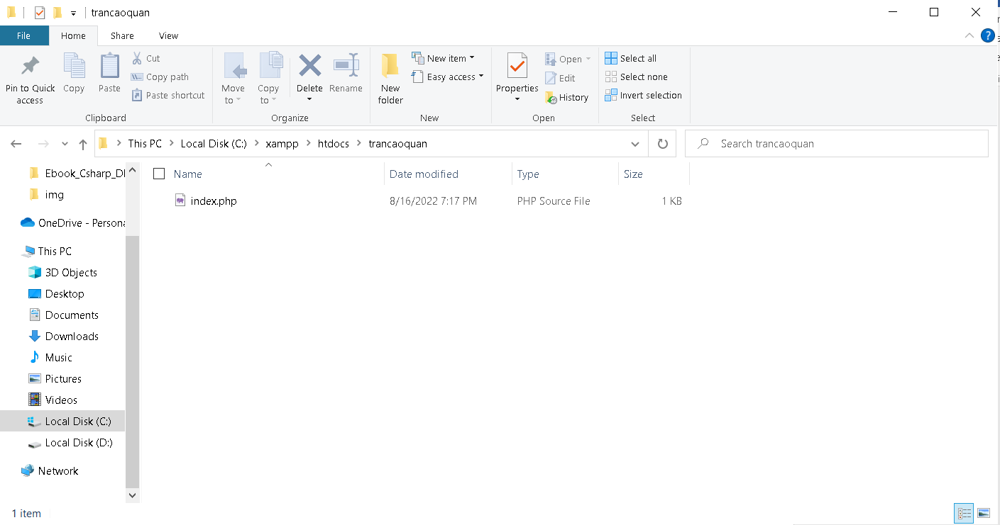 trancaoquan
File Home Share View
Pin to Quick access Copy Paste Cut Copy path Paste shortcut
Clipboard
Move to Copy to Delete Rename
Organize
New folder New item Easy access
New
Properties Open Edit History
Open
Select all Select none Invert selection
Select
This PC Local Disk (C:) xampp htdocs trancaoquan
Search trancaoquan
Ebook_Csharp_D
img
OneDrive - Persona
This PC
3D Objects
Desktop
Documents
Downloads
Music
Pictures
Videos
Local Disk (C:)
Local Disk (D:)
Network
Name Date modified Type Size
index.php 8/16/2022 7:17 PM PHP Source File 1 KB
1 item